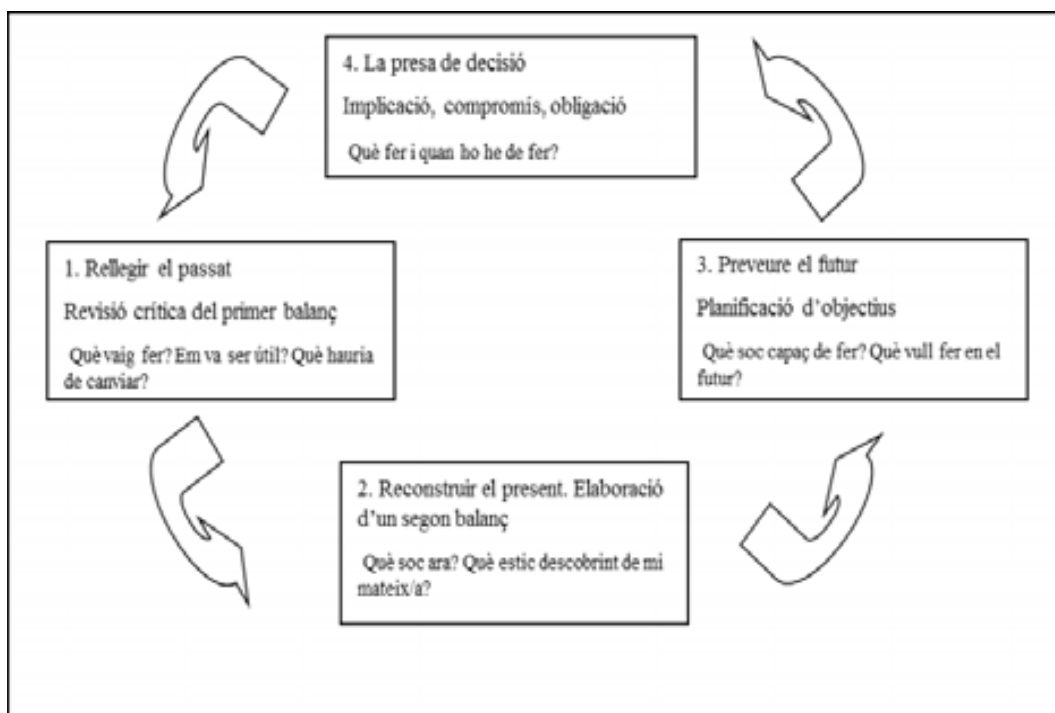 4. La presa de decisió
Implicació, compromís, obligació
Què fer i quan ho he de fer?
1. Rellegir el passat
Revisió crítica del primer balanç
Què vaig fer? Em va ser útil? Què hauria
de canviar?
3. Preveure el futur
Planificació d’objectius
Què soc capaç de fer? Què vull fer en el
futur?
2. Reconstruir el present. Elaboració
d’un segon balanç
Què soc ara? Què estic descobrint de mi
mateix/a?